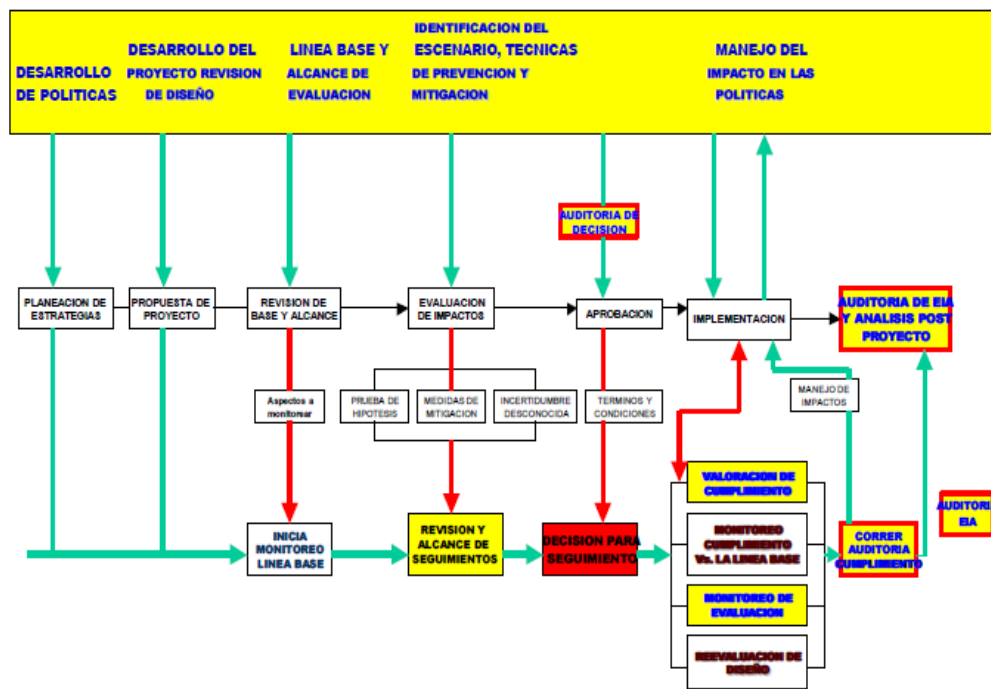 DESARROLLO
DE POLITICAS
DESARROLLO DEL
PROYECTO REVISION
DE DISEÑO
LINEA BASE Y
ALCANCE DE
EVALUACION
IDENTIFICACION DEL
ESCENARIO, TECNICAS
DE PREVENCION Y
MITIGACION
MANEJO DEL
IMPACTO EN LAS
POLITICAS
AUDITORIA DE
DECISION
PLANEACION DE
ESTRATEGIAS
PROPUESTA DE
PROYECTO
REVISION DE
BASE Y ALCANCE
EVALUACION
DE IMPACTOS
APROBACION
IMPLEMENTACION
AUDITORIA DE EIA
Y ANALISIS POST
PROYECTO
Aspectos a
monitorear
PRUEBA DE
HIPOTESIS
MEDIDAS DE
MITIGACION
INCERTIDUMBRE
DESCONOCIDA
TERMINOS Y
CONDICIONES
MANEJO DE
IMPACTOS
INICIA
MONITOREO
LINEA BASE
REVISION Y
ALCANCE DE
SEGUIMIENTOS
DECISION PARA
SEGUIMIENTO
VALORACION DE
CUMPLIMIENTO
MONITOREO
CUMPLIMIENTO
Vs. LA LINEA BASE
MONITOREO DE
EVALUACION
REEVALUACION DE
DISEÑO
CORRER
AUDITORIA
CUMPLIMIENTO
AUDITORI
EIA